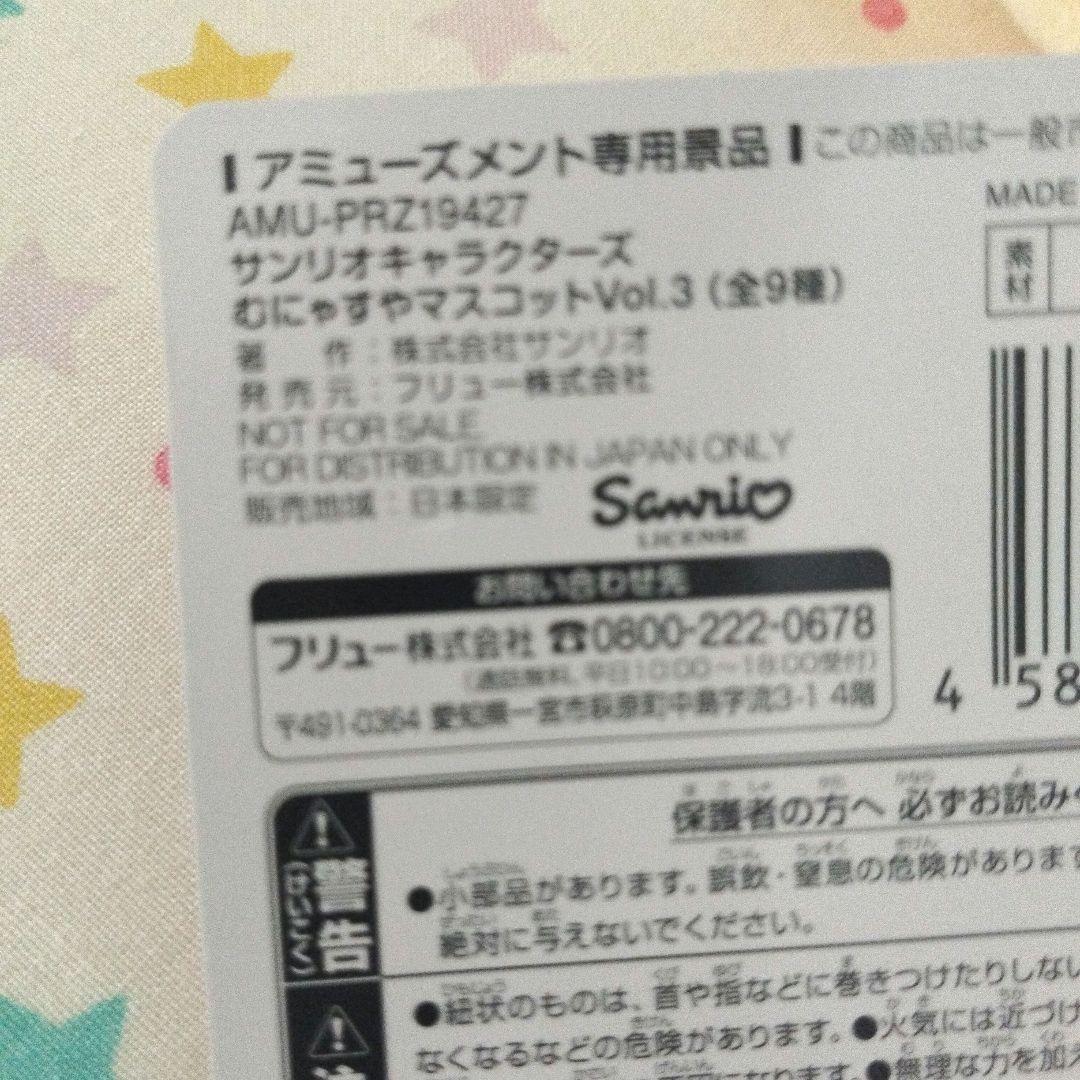 アミューズメント専用景品 この商品は一般市
AMU-PRZ19427
サンリオキャラクターズ
むにゃすやマスコットVol.3(全9種)
著 作:株式会社サンリオ
発売元:フリュー株式会社
NOT FOR SALE
FOR DISTRIBUTION IN JAPAN ONLY
販売地域:日本限定
Sanrio
LICENSE
MADE
素材
4 58
お問い合わせ先
フリュー株式会社 ☎0800-222-0678
(通話無料、平日10:00〜18:00受付)
〒491-0364 愛知県一宮市萩原町中島字流3-1 4階
警告
(けいこく)
保護者の方へ 必ずお読み
●小部品があります。誤飲・窒息の危険があります
絶対に与えないでください。
●紐状のものは、首や指などに巻きつけたりしない
なくなるなどの危険があります。●火気には近づけ
になります。●無理な力を加え